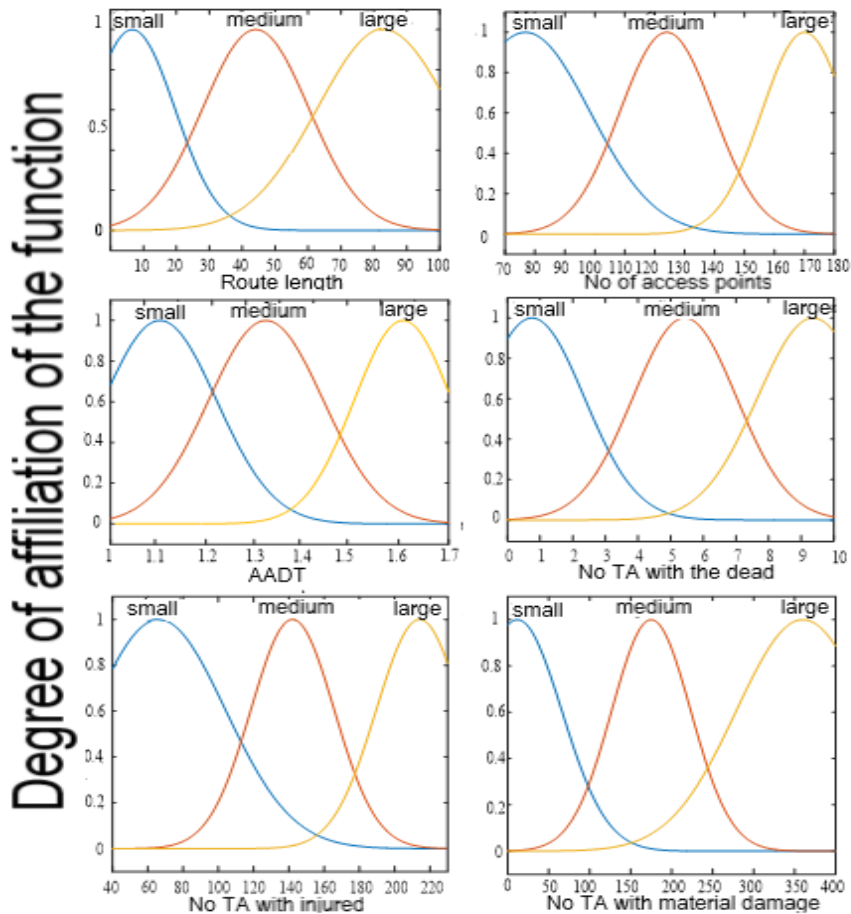 Degree of affiliation of the function
small medium large
1
0.5
0
10 20 30 40 50 60 70 80 90 100
Route length
small medium large
1
0.8
0.6
0.4
0.2
0
70 80 90 100 110 120 130 140 150 160 170 180
No of access points
small medium large
1
0.8
0.6
0.4
0.2
0
1 1.1 1.2 1.3 1.4 1.5 1.6 1.7
AADT
small medium large
1
0.8
0.6
0.4
0.2
0
0 1 2 3 4 5 6 7 8 9 10
No TA with the dead
small medium large
1
0.8
0.6
0.4
0.2
0
40 60 80 100 120 140 160 180 200 220
No TA with injured
small medium large
1
0.8
0.6
0.4
0.2
0
0 50 100 150 200 250 300 350 400
No TA with material damage